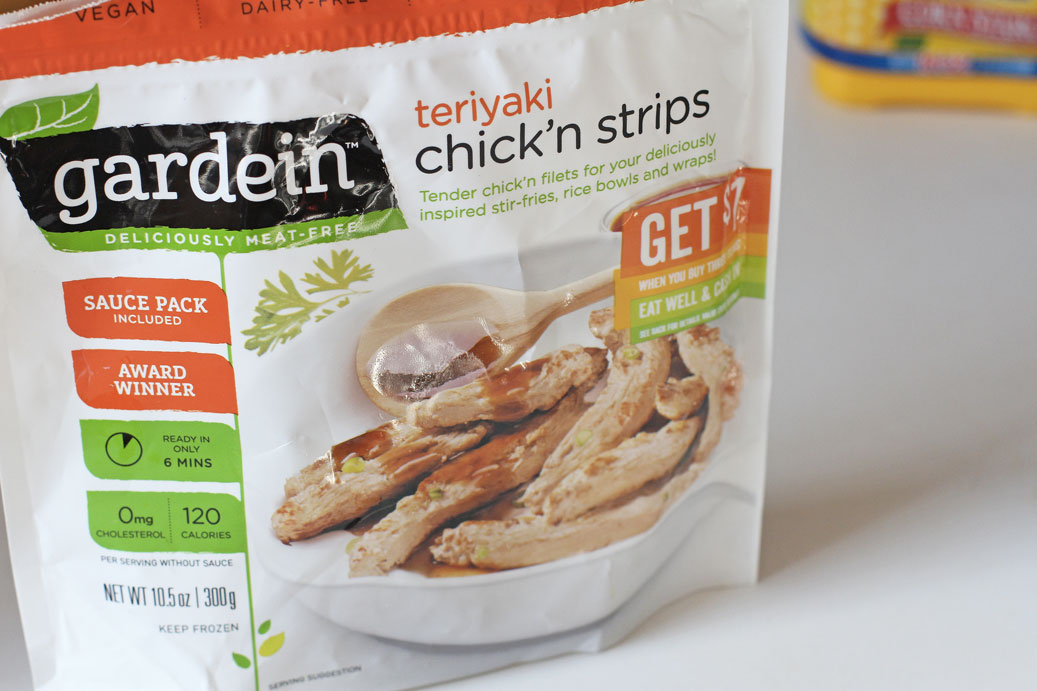 VEGAN
DAIRY-FREE
gardein™
DELICIOUSLY MEAT-FREE
teriyaki
chick'n strips
Tender chick'n filets for your deliciously
inspired stir-fries, rice bowls and wraps!
GET $7
WHEN YOU BUY
EAT WELL &
SAUCE PACK
INCLUDED
AWARD
WINNER
READY IN
ONLY
6 MINS
0mg
CHOLESTEROL
120
CALORIES
PER SERVING WITHOUT SAUCE
NET WT 10.5 oz | 300g
KEEP FROZEN
SERVING SUGGESTION